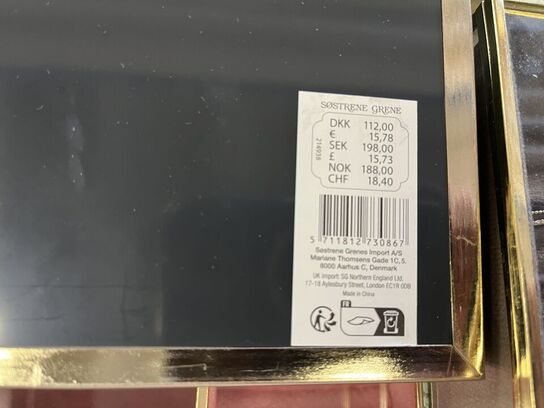 SØSTRENE GRENE
DKK 112,00
€ 15,78
SEK 198,00
£ 15,73
NOK 188,00
CHF 18,40
214938
5 711812 730867
Søstrene Grenes Import A/S
Mariane Thomsens Gade 1C, 5.
8000 Aarhus C, Denmark
UK Import: SG Northern England Ltd.
17-18 Aylesbury Street, London EC1R 0DB
Made in China
FR